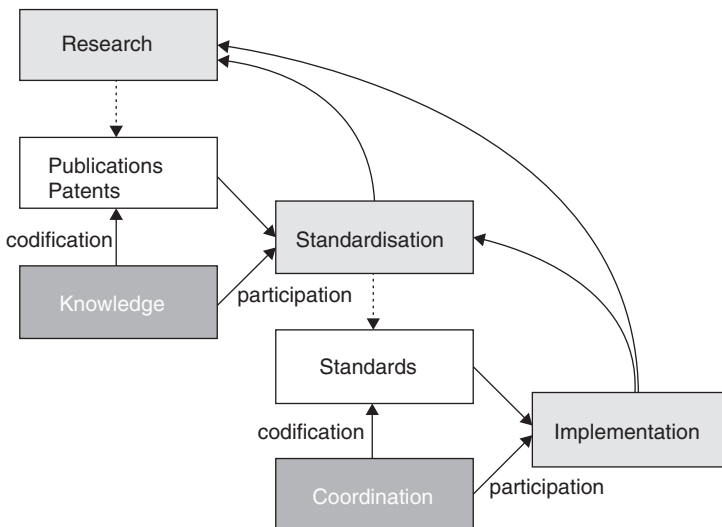 Research
Publications
Patents
codification
Standardisation
Knowledge
participation
Standards
Implementation
codification
Coordination
participation